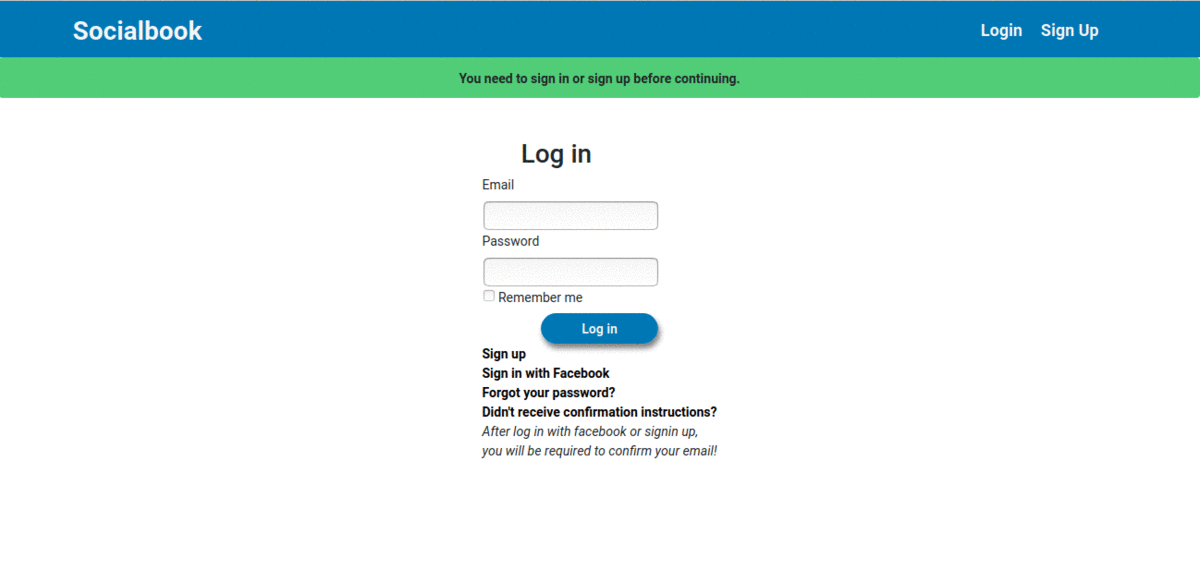 Socialbook
Login Sign Up
You need to sign in or sign up before continuing.
Log in
Email
Password
Remember me
Log in
Sign up
Sign in with Facebook
Forgot your password?
Didn't receive confirmation instructions?
After log in with facebook or signin up,
you will be required to confirm your email!